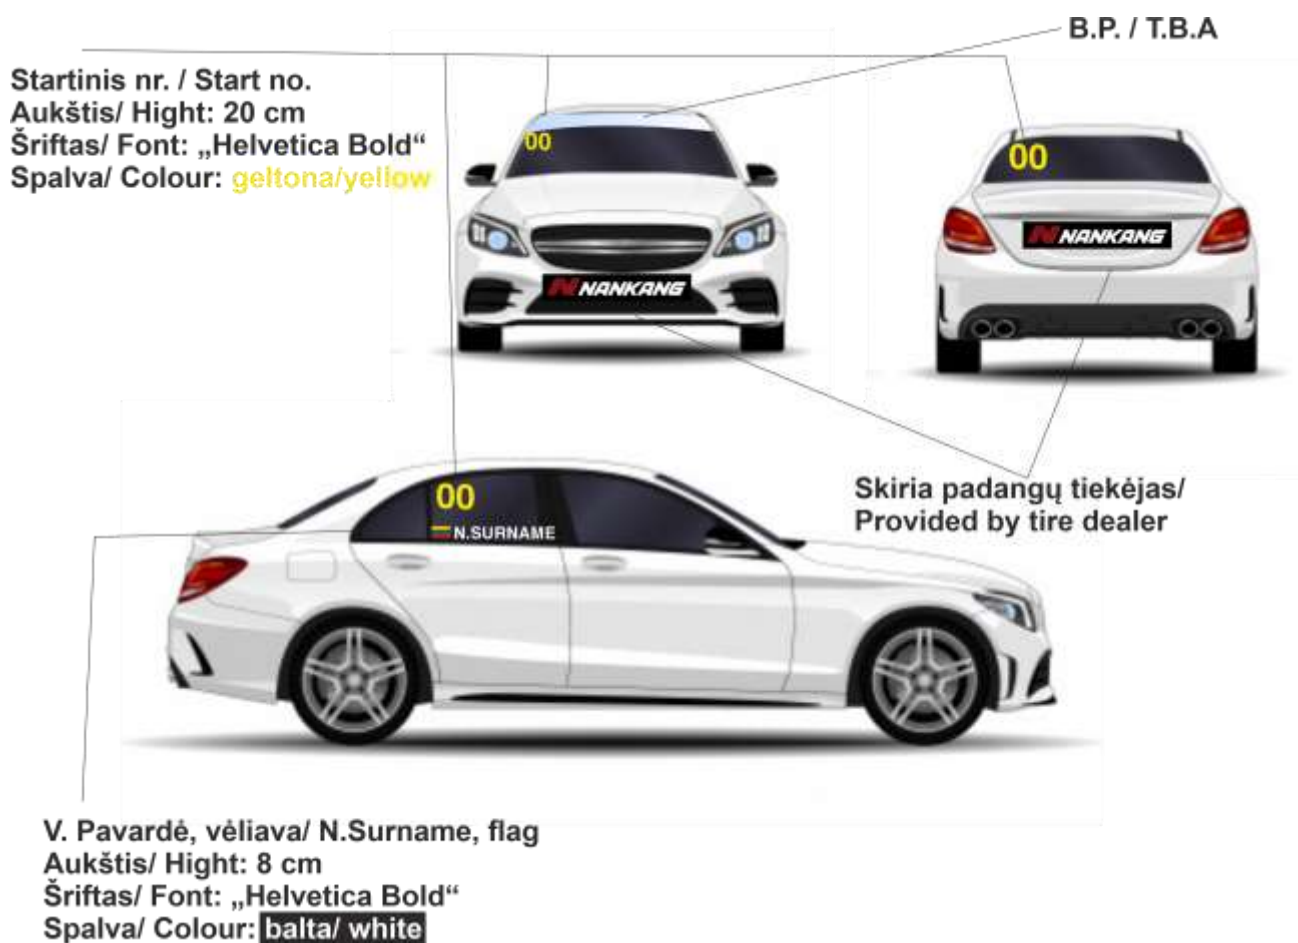 B.P. / T.B.A
Startinis nr. / Start no.
Aukštis/ Hight: 20 cm
Šriftas/ Font: „Helvetica Bold“
Spalva/ Colour: geltona/yellow
00
00
NANKANG
NANKANG
Skiria padangų tiekėjas/
Provided by tire dealer
00
N.SURNAME
V. Pavardė, vėliava/ N.Surname, flag
Aukštis/ Hight: 8 cm
Šriftas/ Font: „Helvetica Bold“
Spalva/ Colour: balta/ white